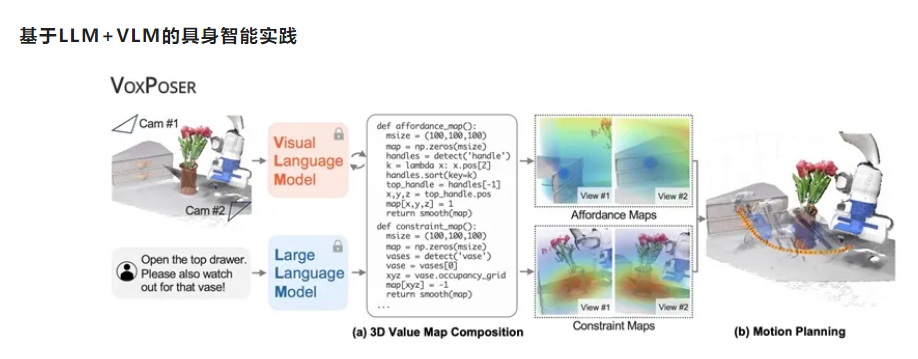 基于LLM+VLM的具身智能实践
VOXPOSER
Cam #1
Cam #2
Visual
Language
Model
Open the top drawer.
Please also watch
out for that vase!
Large
Language
Model
def affordance_map():
msize = (100,100,100)
map = np.zeros(msize)
handles = detect('handle')
k = lambda x: x.pos[2]
handles.sort(key=k)
top_handle = handles[-1]
x,y,z = top_handle.pos
map[x,y,z] = 1
return smooth(map)
def constraint_map():
msize = (100,100,100)
map = np.zeros(msize)
vases = detect('vase')
vase = vases[0]
xyz = vase.occupancy_grid
map[xyz] = -1
return smooth(map)
...
(a) 3D Value Map Composition
View #1
View #2
Affordance Maps
View #1
View #2
Constraint Maps
(b) Motion Planning